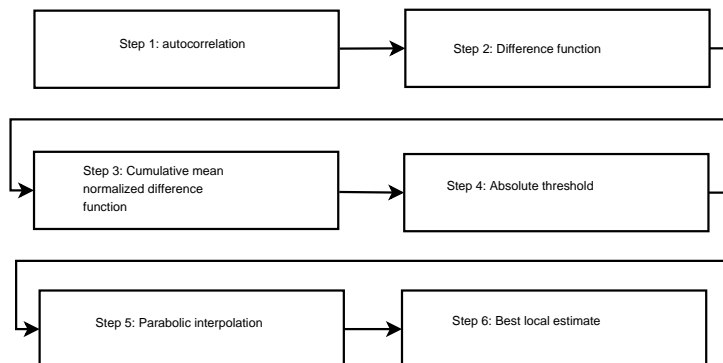 Step 1: autocorrelation
Step 2: Difference function
Step 3: Cumulative mean
normalized difference
function
Step 4: Absolute threshold
Step 5: Parabolic interpolation
Step 6: Best local estimate